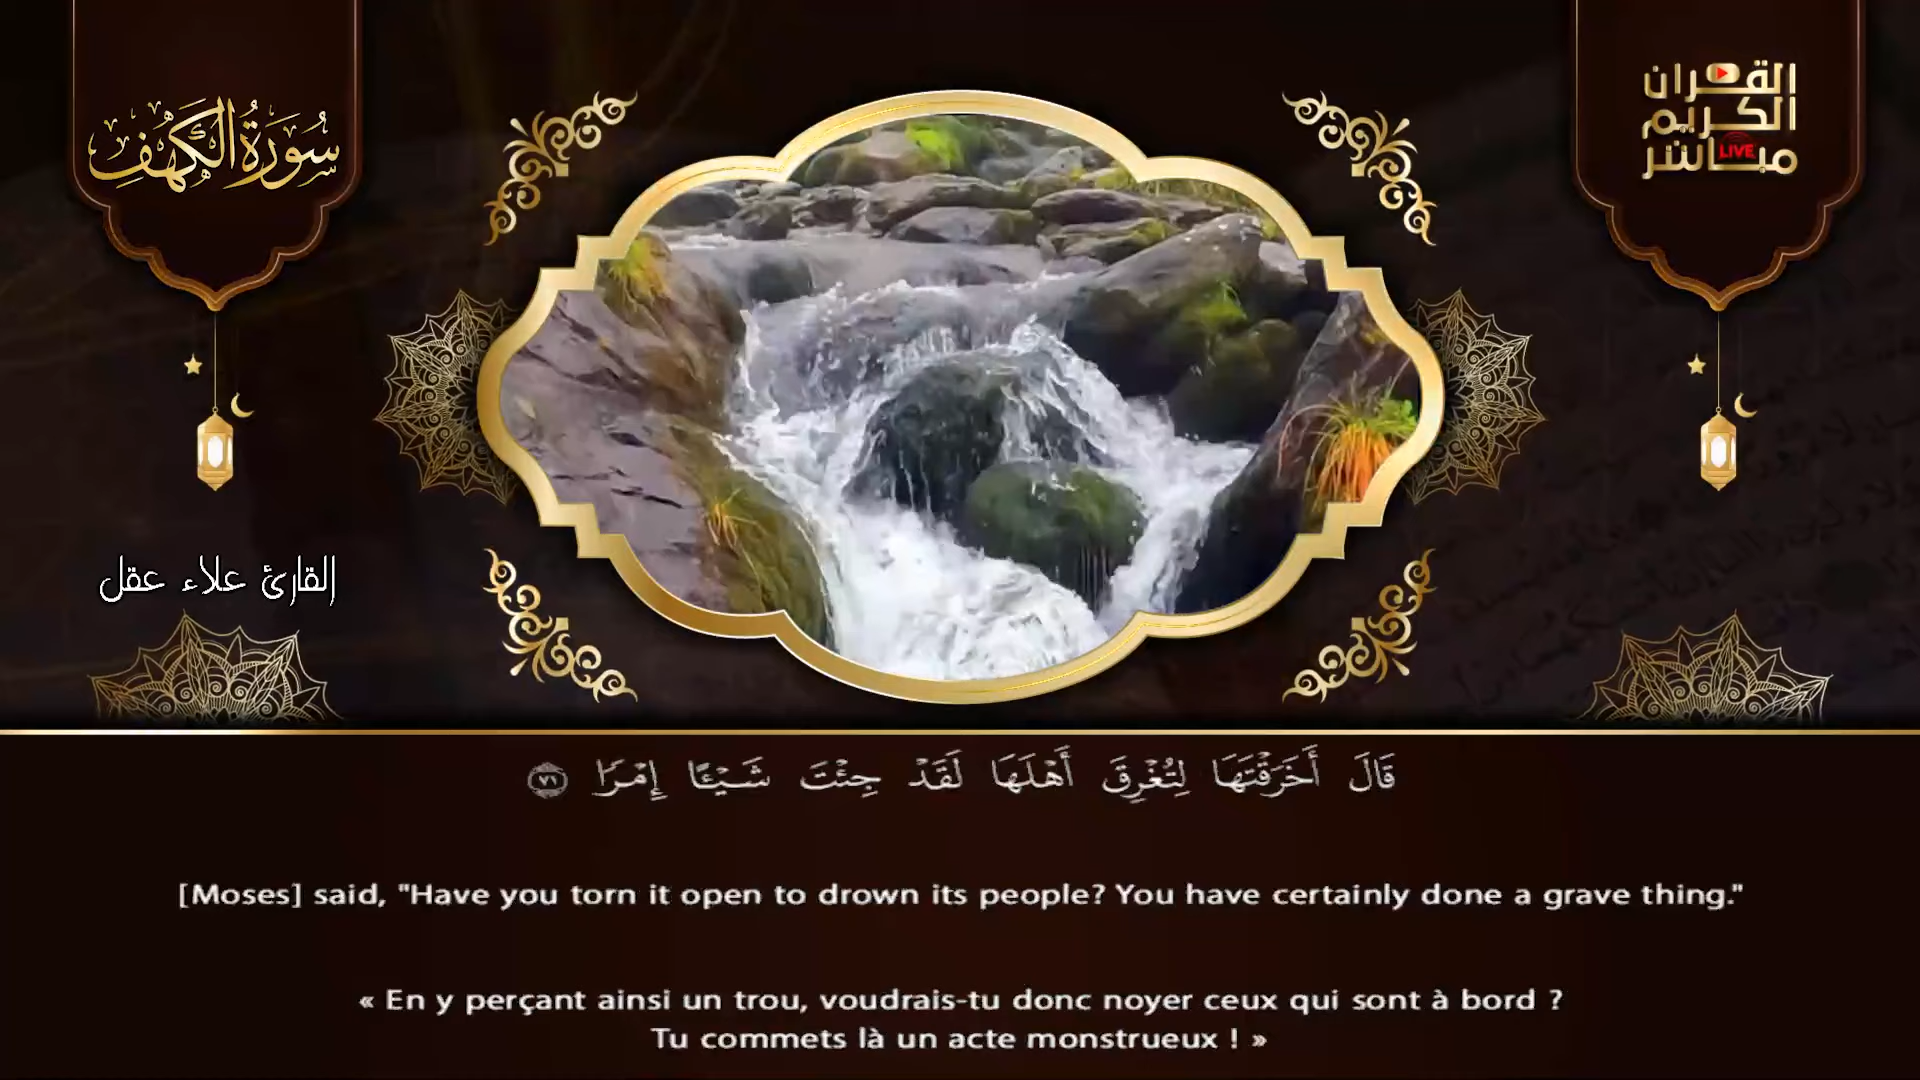 سُورَةُ الْكَهْفِ
القرآن
الكريم
مباشر
LIVE
القارئ علاء عقل
قَالَ أَخَرَقْتَهَا لِتُغْرِقَ أَهْلَهَا لَقَدْ جِئْتَ شَيْـًٔا إِمْرًا ٧١
[Moses] said, "Have you torn it open to drown its people? You have certainly done a grave thing."
« En y perçant ainsi un trou, voudrais-tu donc noyer ceux qui sont à bord ?
Tu commets là un acte monstrueux ! »